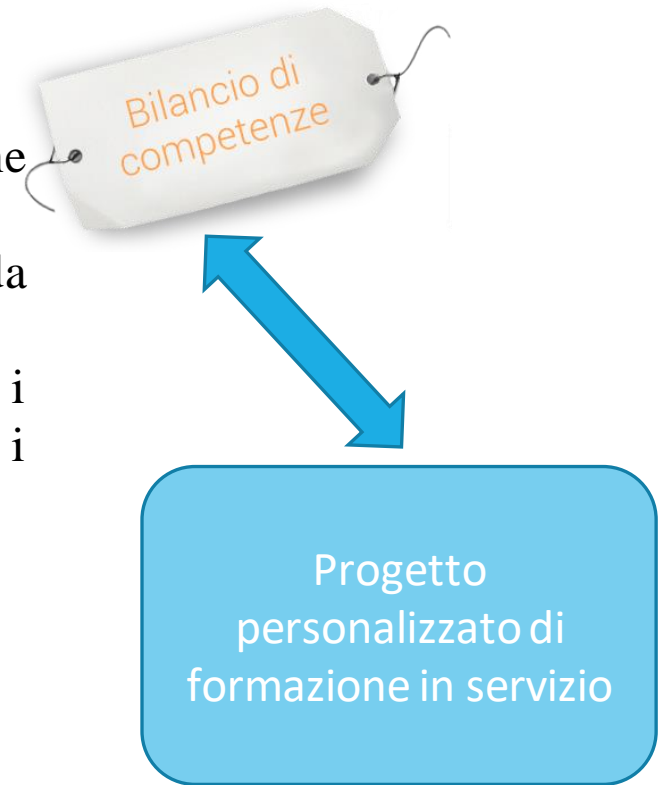 Bilancio di
competenze
i
i
Progetto
personalizzato di
formazione in servizio